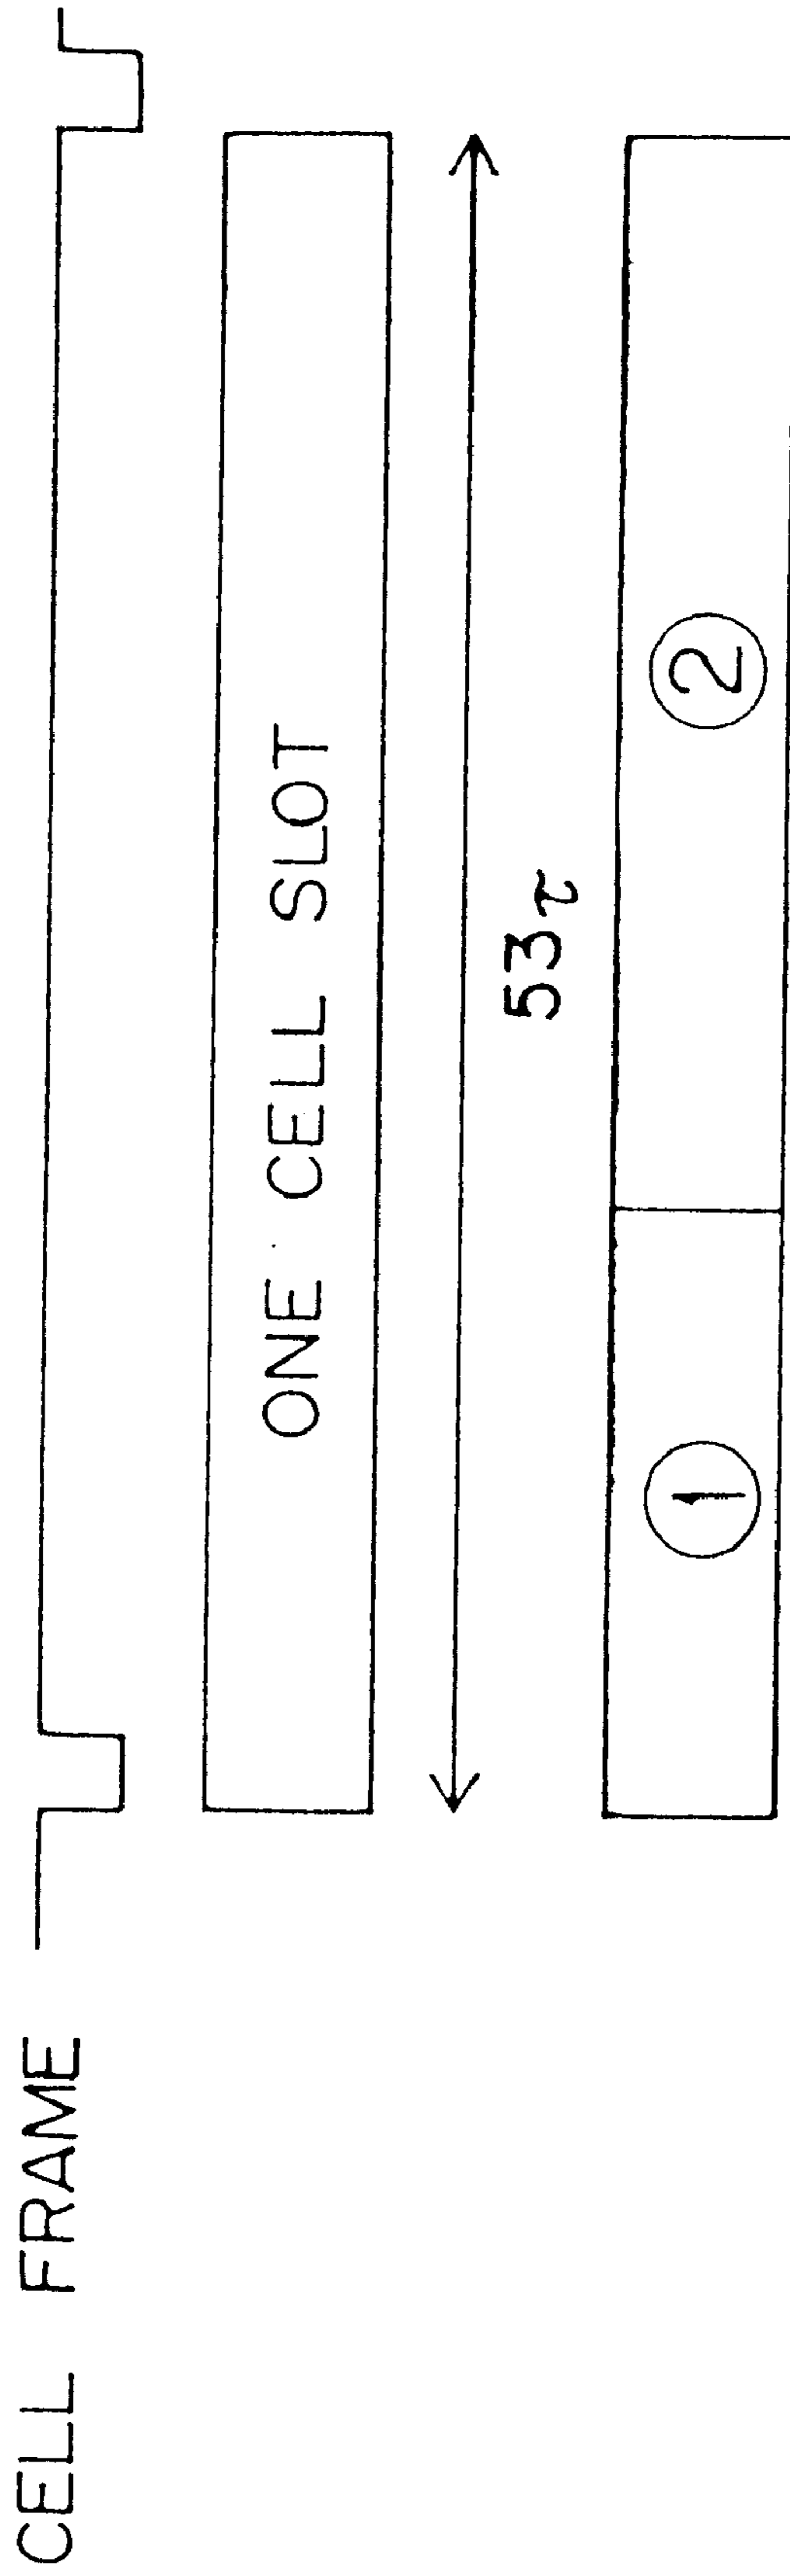 CELL FRAME
ONE CELL SLOT
53τ
① ②